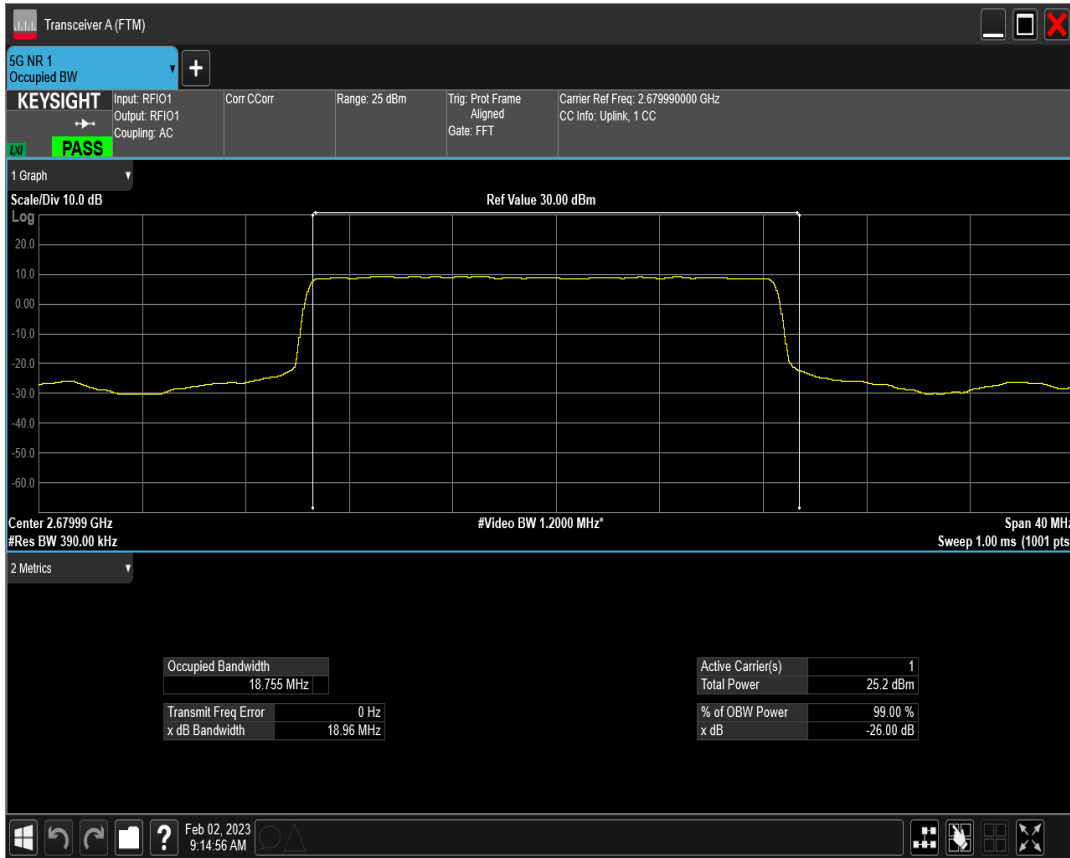 Transceiver A (FTM)
5G NR 1
Occupied BW
KEYSIGHT
LXI
PASS
Input: RFIO1
Output: RFIO1
Coupling: AC
Corr CCorr
Range: 25 dBm
Trig: Prot Frame
Aligned
Gate: FFT
Carrier Ref Freq: 2.679990000 GHz
CC Info: Uplink, 1 CC
1 Graph
Scale/Div 10.0 dB
Ref Value 30.00 dBm
Log
20.0
10.0
0.00
-10.0
-20.0
-30.0
-40.0
-50.0
-60.0
Center 2.67999 GHz
#Video BW 1.2000 MHz*
Span 40 MHz
#Res BW 390.00 kHz
Sweep 1.00 ms (1001 pts
2 Metrics
Occupied Bandwidth
18.755 MHz
Transmit Freq Error 0 Hz
x dB Bandwidth 18.96 MHz
Active Carrier(s) 1
Total Power 25.2 dBm
% of OBW Power 99.00 %
x dB -26.00 dB
?
Feb 02, 2023
9:14:56 AM